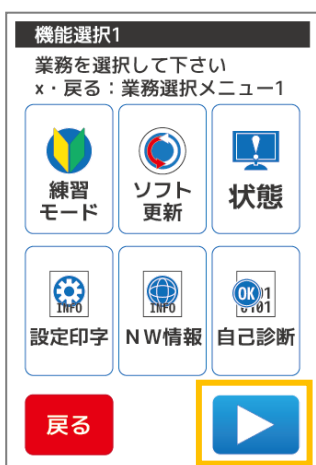 機能選択1
業務を選択して下さい
x・戻る：業務選択メニュー1
練習
モード
ソフト
更新
状態
INFO
設定印字
INFO
NW情報
OK
自己診断
戻る